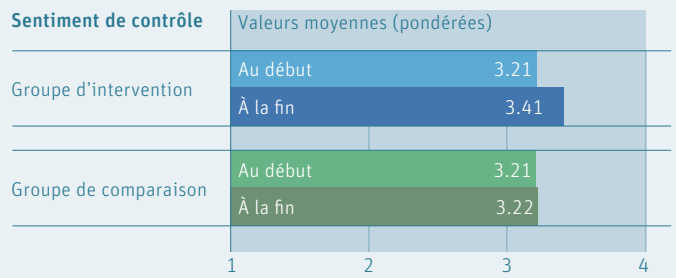 Sentiment de contrôle Valeurs moyennes (pondérées)
Groupe d’intervention
Au début 3.21
À la fin 3.41
Groupe de comparaison
Au début 3.21
À la fin 3.22
1 2 3 4